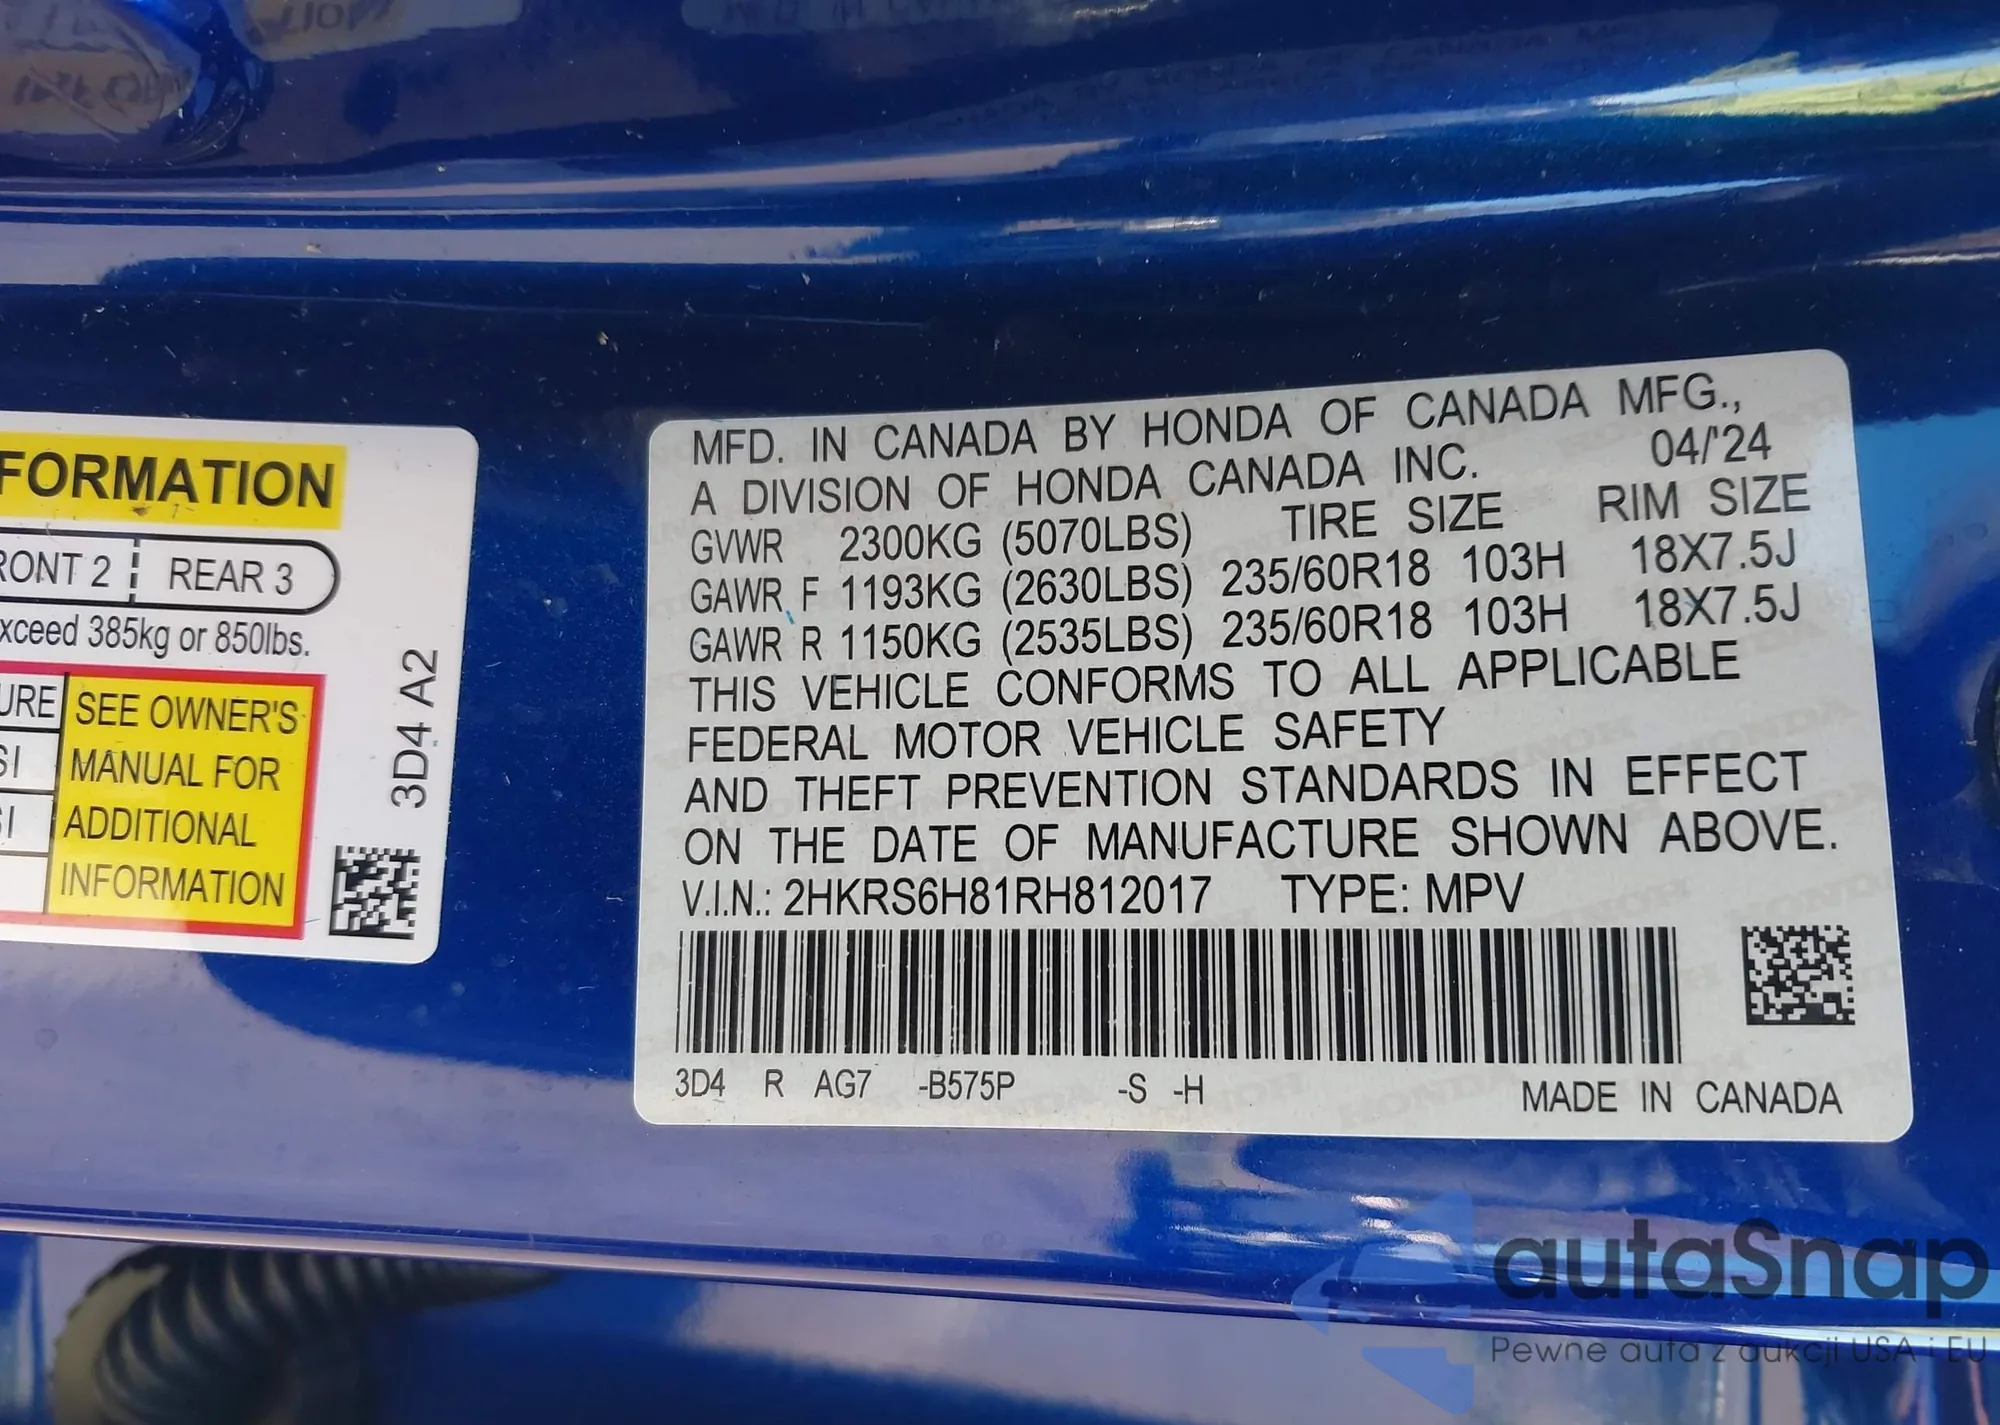 FORMATION
RONT 2 REAR 3
xceed 385kg or 850lbs.
URE
SEE OWNER'S
MANUAL FOR
ADDITIONAL
INFORMATION
SI
3D4 A2
MFD. IN CANADA BY HONDA OF CANADA MFG.,
A DIVISION OF HONDA CANADA INC. 04/'24
GVWR 2300KG (5070LBS) TIRE SIZE RIM SIZE
GAWR F 1193KG (2630LBS) 235/60R18 103H 18X7.5J
GAWR R 1150KG (2535LBS) 235/60R18 103H 18X7.5J
THIS VEHICLE CONFORMS TO ALL APPLICABLE
FEDERAL MOTOR VEHICLE SAFETY
AND THEFT PREVENTION STANDARDS IN EFFECT
ON THE DATE OF MANUFACTURE SHOWN ABOVE.
V.I.N.: 2HKRS6H81RH812017 TYPE: MPV
3D4 R AG7 -B575P -S -H
MADE IN CANADA
autaSnap
Pewne auta z aukcji USA i EU